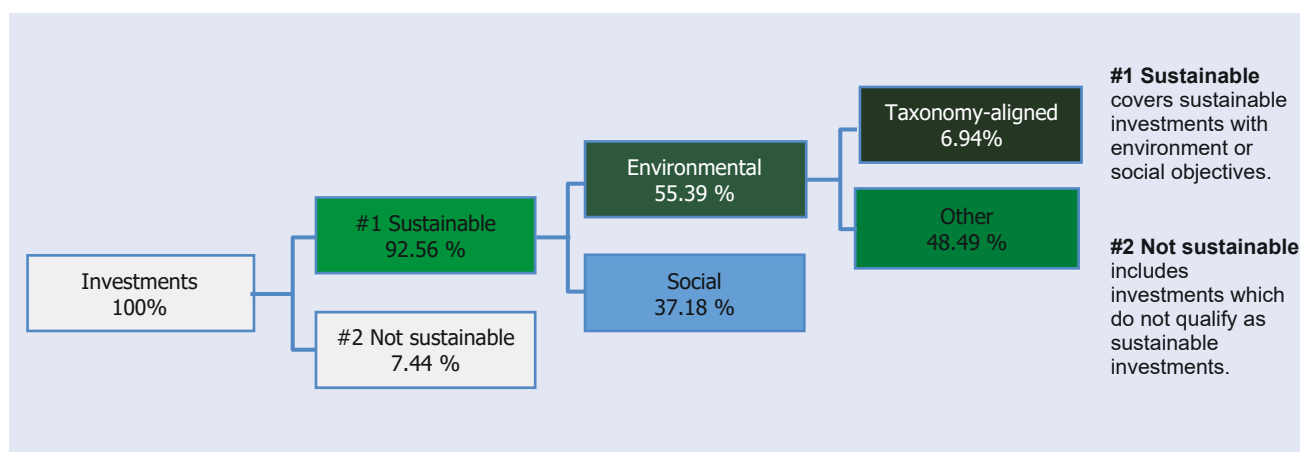 Investments
100%
#1 Sustainable
92.56 %
#2 Not sustainable
7.44 %
Environmental
55.39 %
Social
37.18 %
Taxonomy-aligned
6.94%
Other
48.49 %
#1 Sustainable
covers sustainable
investments with
environment or
social objectives.
#2 Not sustainable
includes
investments which
do not qualify as
sustainable
investments.